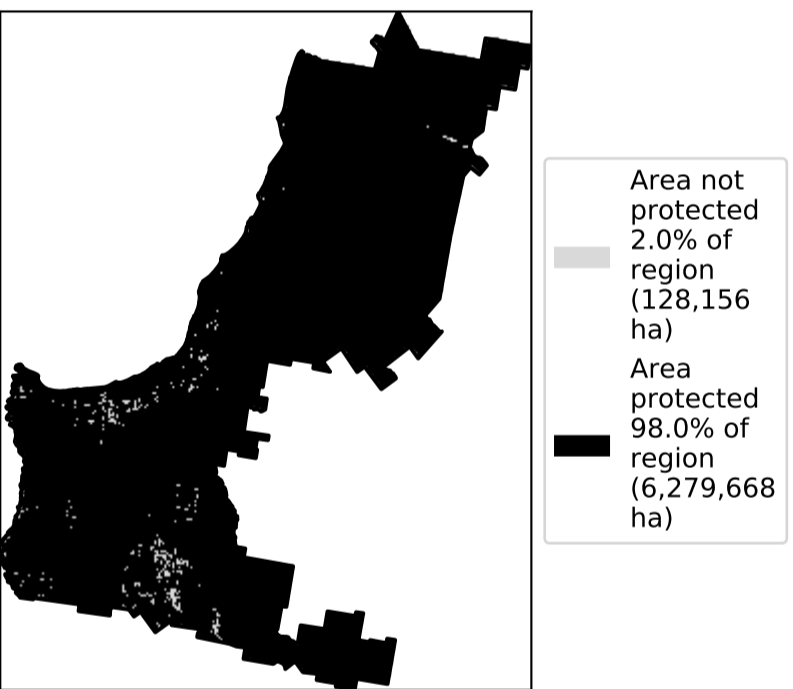 Area not
protected
2.0% of
region
(128,156
ha)
Area
protected
98.0% of
region
(6,279,668
ha)